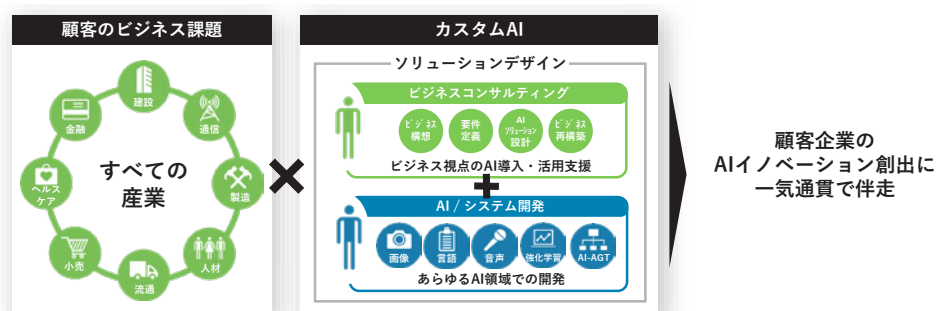 顧客のビジネス課題
建設
通信
製造
人材
流通
小売
ヘルス
ケア
金融
すべての
産業
カスタムAI
ソリューションデザイン
ビジネスコンサルティング
ビジネス
構想
要件
定義
AI
ソリューション
設計
ビジネス
再構築
ビジネス視点のAI導入・活用支援
AI / システム開発
画像
言語
音声
強化学習
AI-AGT
あらゆるAI領域での開発
顧客企業の
AIイノベーション創出に
一気通貫で伴走